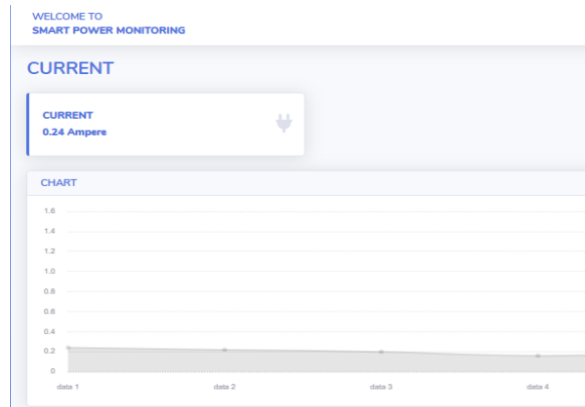 WELCOME TO
SMART POWER MONITORING
CURRENT
CURRENT
0.24 Ampere
CHART
1.6
1.4
1.2
1.0
0.8
0.6
0.4
0.2
0
data 1 data 2 data 3 data 4